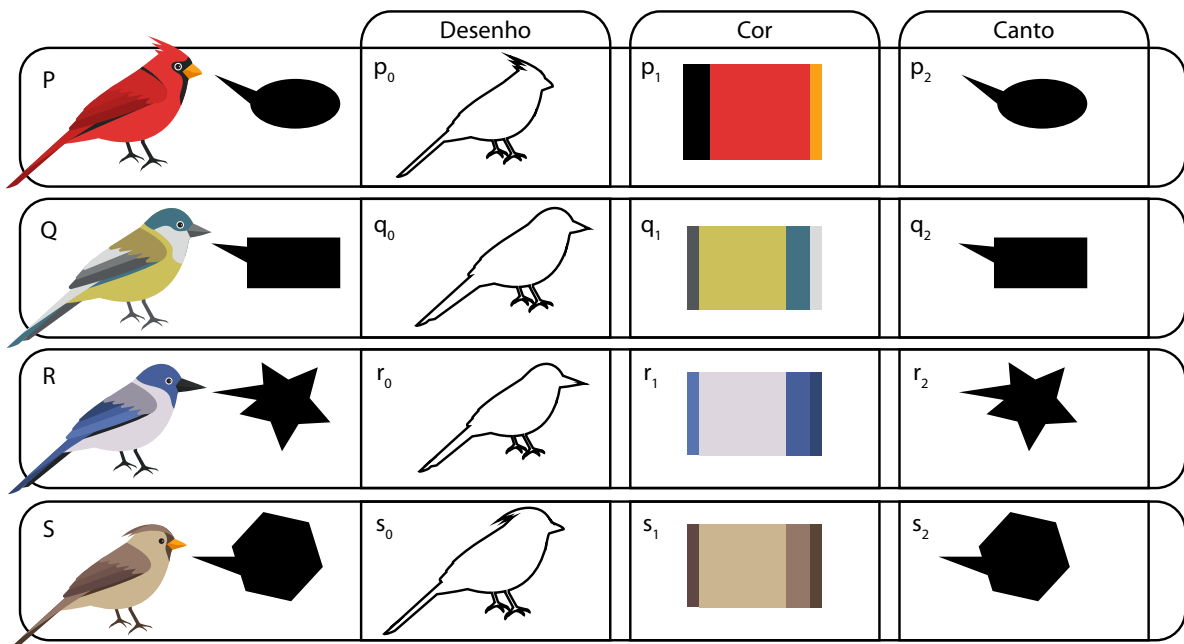 Desenho Cor Canto
P p0 p1 p2
Q q0 q1 q2
R r0 r1 r2
S s0 s1 s2